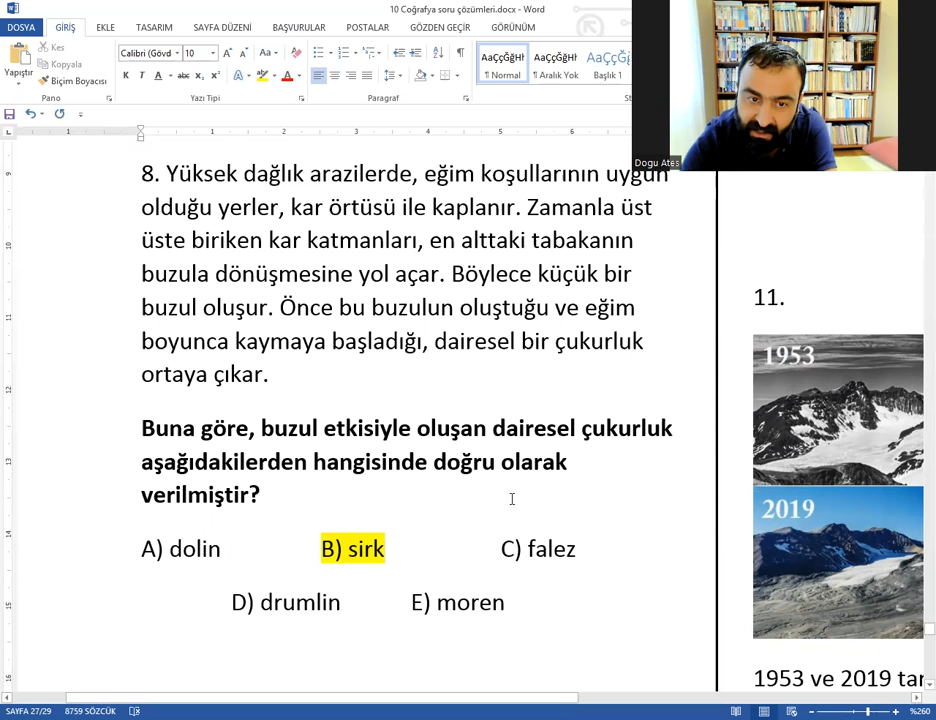 10 Coğrafya soru çözümleri.docx - Word
DOSYA GİRİŞ EKLE TASARIM SAYFA DÜZENİ BAŞVURULAR POSTALAR GÖZDEN GEÇİR GÖRÜNÜM
Kes
Kopyala
Biçim Boyacısı
Yapıştır
Calibri (Gövd 10
AaÇçĞğHł AaÇçĞğHł AaÇçĞğ
¶ Normal ¶ Aralık Yok Başlık 1
Pano Yazı Tipi Paragraf
Dogu Ates
8. Yüksek dağlık arazilerde, eğim koşullarının uygun
olduğu yerler, kar örtüsü ile kaplanır. Zamanla üst
üste biriken kar katmanları, en alttaki tabakanın
buzula dönüşmesine yol açar. Böylece küçük bir
buzul oluşur. Önce bu buzulun oluştuğu ve eğim
boyunca kaymaya başladığı, dairesel bir çukurluk
ortaya çıkar.
Buna göre, buzul etkisiyle oluşan dairesel çukurluk
aşağıdakilerden hangisinde doğru olarak
verilmiştir?
A) dolin B) sirk C) falez
D) drumlin E) moren
11.
1953
2019
1953 ve 2019 tar
SAYFA 27/29 8759 SÖZCÜK %260